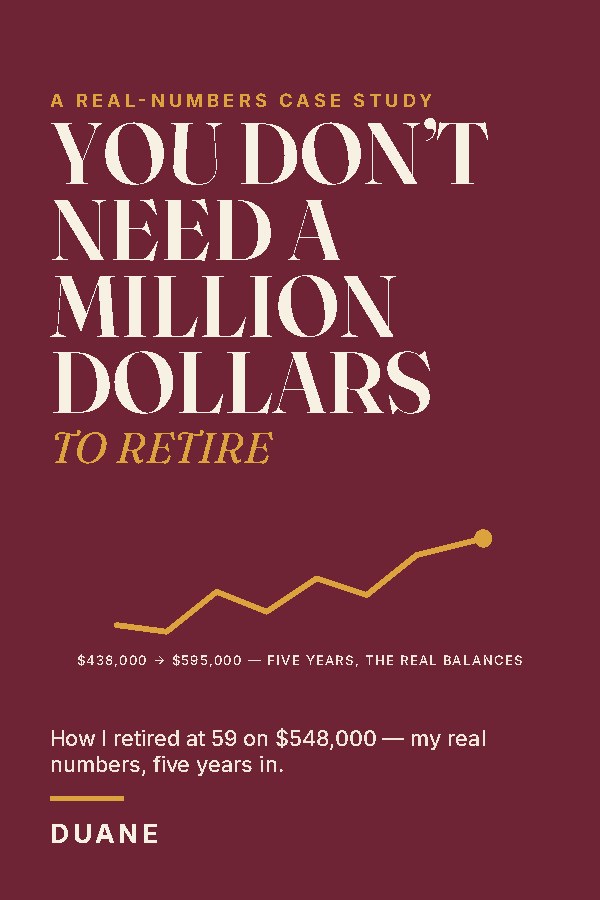 A REAL-NUMBERS CASE STUDY
YOU DON’T
NEED A
MILLION
DOLLARS
TO RETIRE
$438,000 → $595,000 — FIVE YEARS, THE REAL BALANCES
How I retired at 59 on $548,000 — my real
numbers, five years in.
DUANE